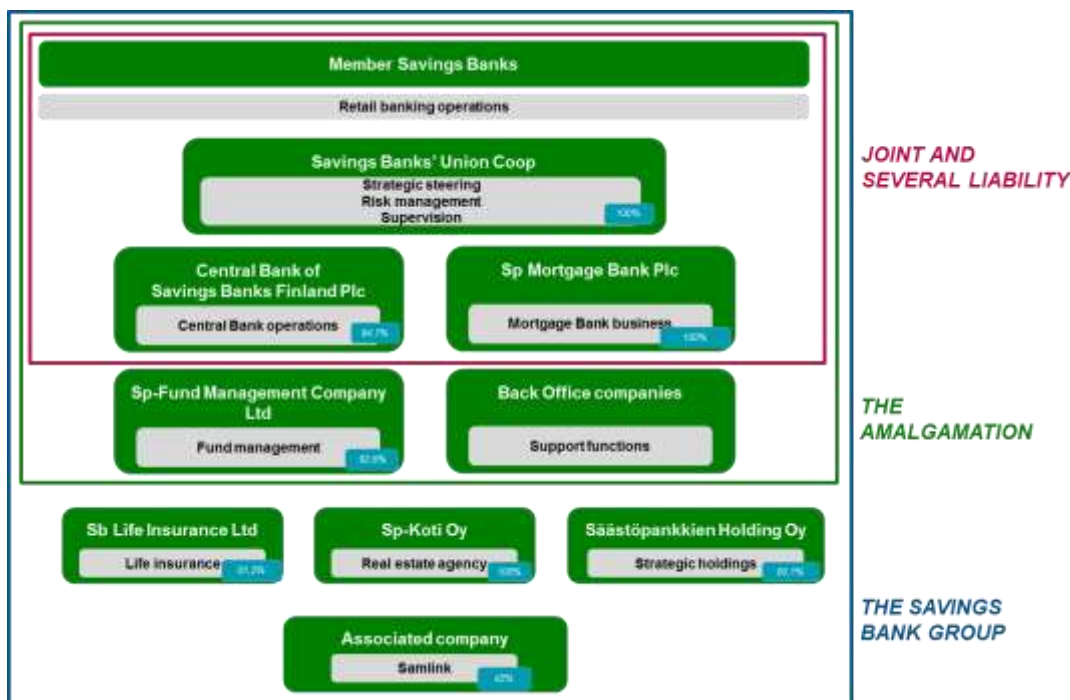 Member Savings Banks
Retail banking operations
Savings Banks' Union Coop
Strategic steering
Risk management
Supervision
100%
Central Bank of
Savings Banks Finland Plc
Central Bank operations
Sp Mortgage Bank Plc
Mortgage Bank business
100%
JOINT AND
SEVERAL LIABILITY
Sp-Fund Management Company
Ltd
Fund management
Back Office companies
Support functions
THE
AMALGAMATION
Sb Life Insurance Ltd
Life insurance
Sp-Koti Oy
Real estate agency
100%
Säästöpankkien Holding Oy
Strategic holdings
Associated company
Samlink
THE SAVINGS
BANK GROUP